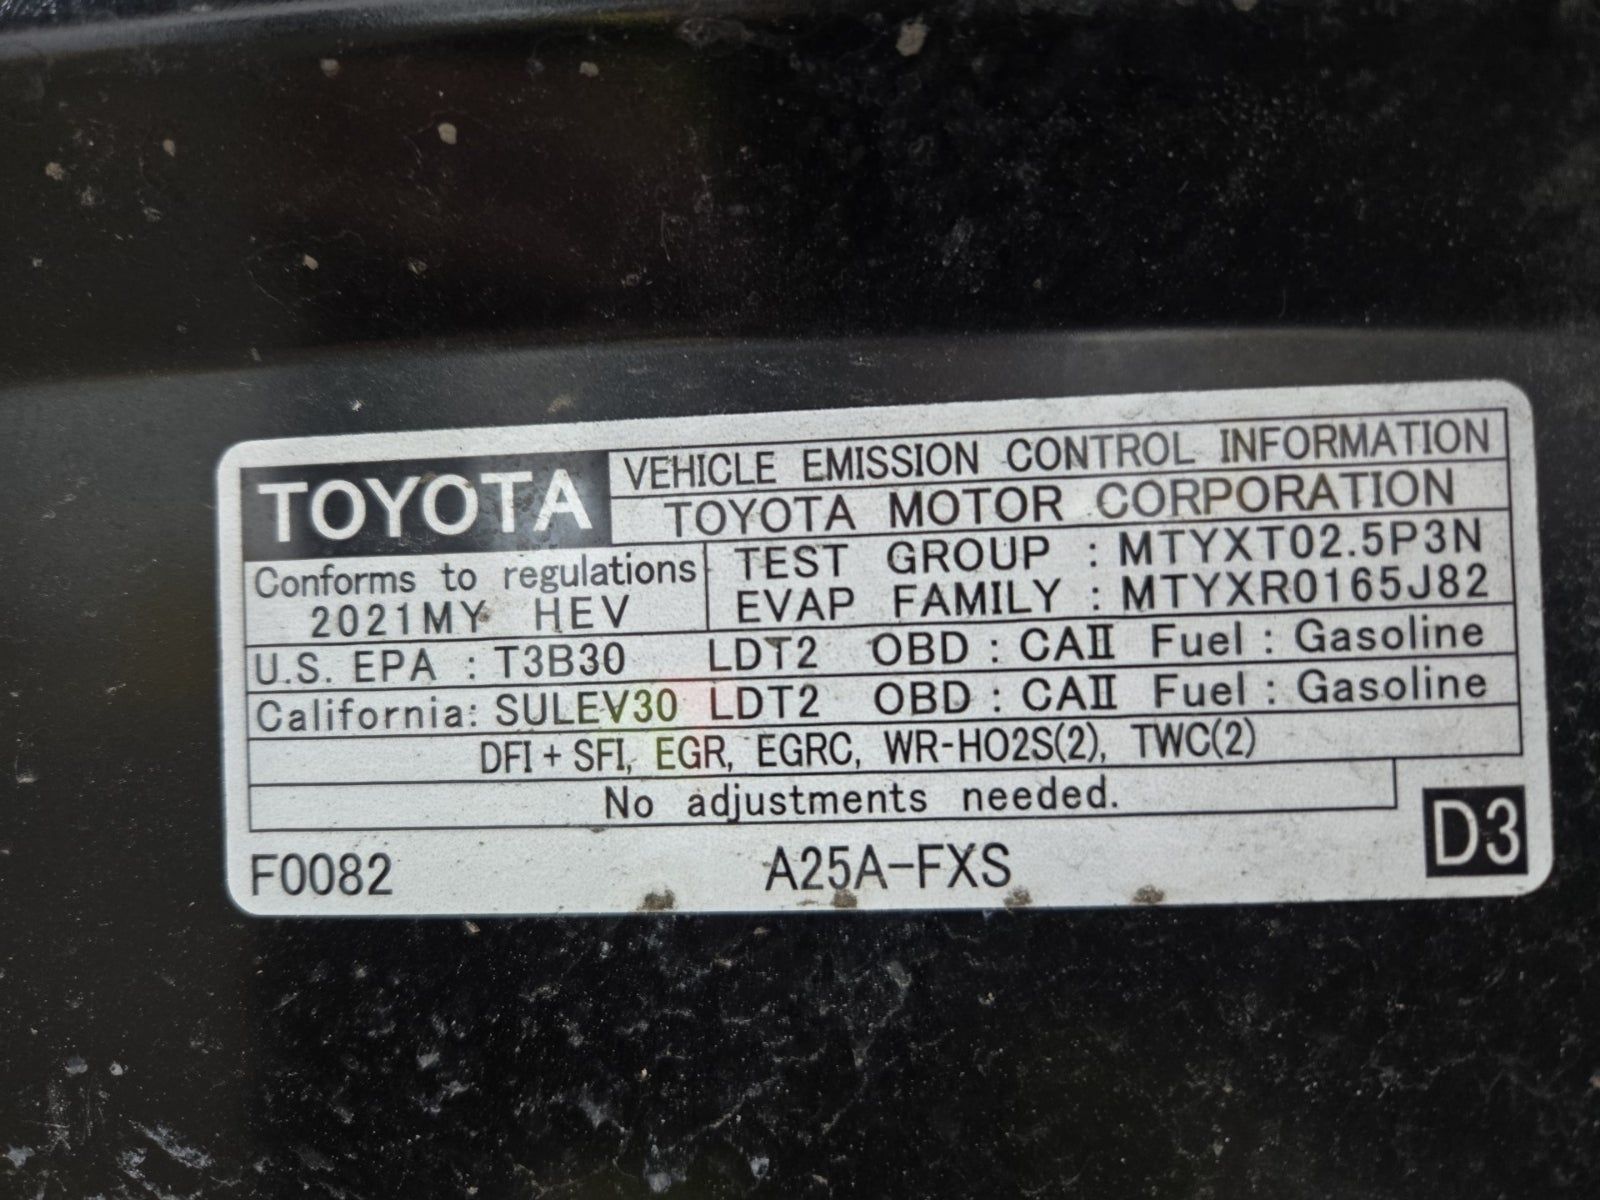 TOYOTA
VEHICLE EMISSION CONTROL INFORMATION
TOYOTA MOTOR CORPORATION
Conforms to regulations
2021MY HEV
TEST GROUP : MTYXT02.5P3N
EVAP FAMILY : MTYXR0165J82
U.S. EPA : T3B30 LDT2 OBD : CAⅡ Fuel : Gasoline
California: SULEV30 LDT2 OBD : CAⅡ Fuel : Gasoline
DFI + SFI, EGR, EGRC, WR-HO2S(2), TWC(2)
No adjustments needed.
F0082
A25A-FXS
D3